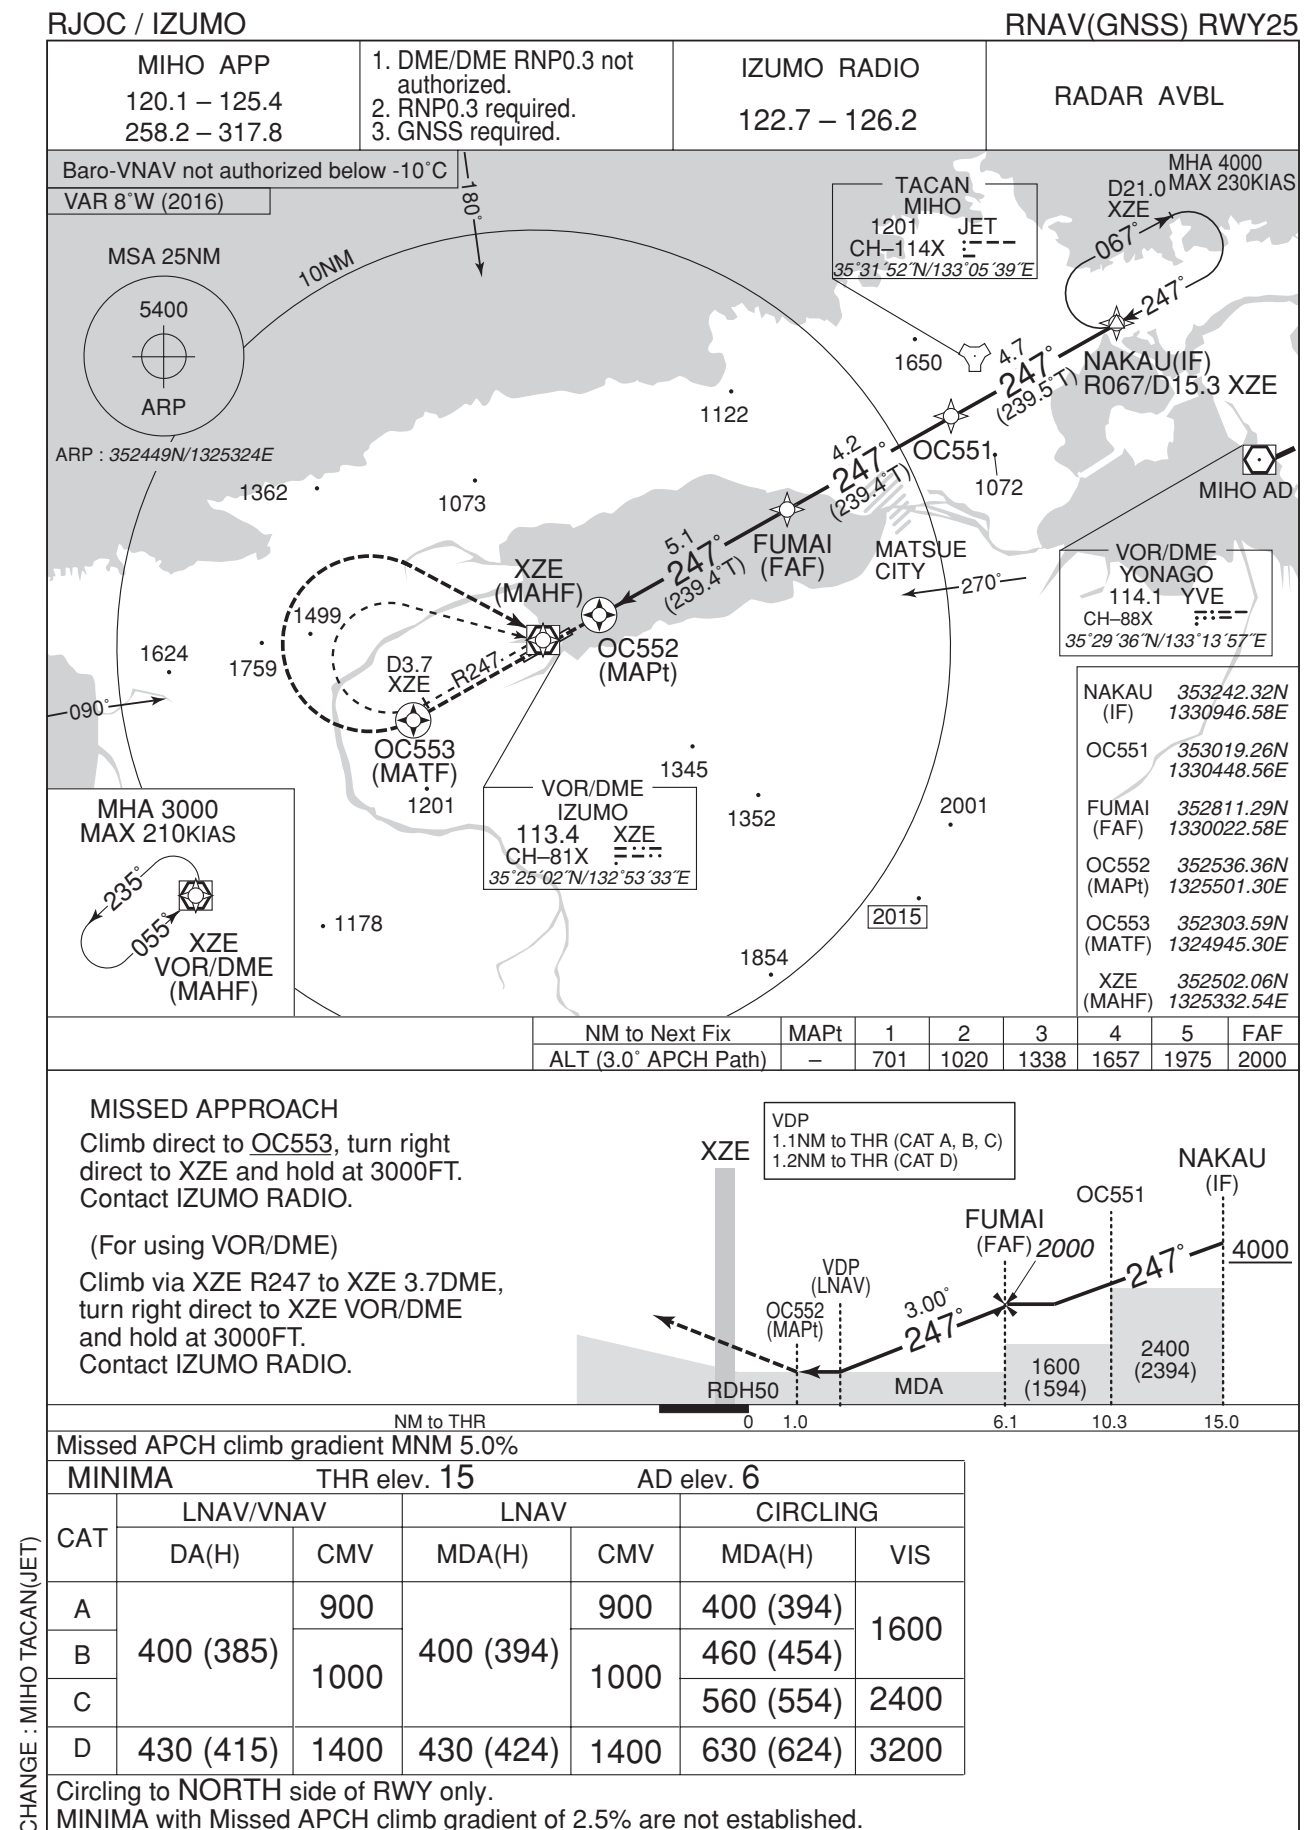 RJOC / IZUMO
RNAV(GNSS) RWY25
MIHO APP
120.1 – 125.4
258.2 – 317.8
1. DME/DME RNP0.3 not
authorized.
2. RNP0.3 required.
3. GNSS required.
IZUMO RADIO
122.7 – 126.2
RADAR AVBL
Baro-VNAV not authorized below -10˚C
VAR 8˚W (2016)
MSA 25NM
5400
ARP
ARP : 352449N/1325324E
10NM
180˚
TACAN
MIHO
1201 JET
CH–114X
35˚31´52˝N/133˚05´39˝E
MHA 4000
MAX 230KIAS
D21.0
XZE
067˚
247˚
NAKAU(IF)
R067/D15.3 XZE
4.7
247˚
(239.5˚T)
1650
1122
OC551
4.2
247˚
(239.4˚T)
1072
MIHO AD
1362
1073
FUMAI
(FAF)
5.1
247˚
(239.4˚T)
MATSUE
CITY
270˚
VOR/DME
YONAGO
114.1 YVE
CH–88X
35˚29´36˝N/133˚13´57˝E
XZE
(MAHF)
OC552
(MAPt)
1499
1624
1759
D3.7
XZE
R247
090˚
OC553
(MATF)
1201
1345
1352
2001
2015
1854
1178
VOR/DME
IZUMO
113.4 XZE
CH–81X
35˚25´02˝N/132˚53´33˝E
MHA 3000
MAX 210KIAS
235˚
055˚
XZE
VOR/DME
(MAHF)
NAKAU 353242.32N
(IF) 1330946.58E
OC551 353019.26N
1330448.56E
FUMAI 352811.29N
(FAF) 1330022.58E
OC552 352536.36N
(MAPt) 1325501.30E
OC553 352303.59N
(MATF) 1324945.30E
XZE 352502.06N
(MAHF) 1325332.54E
NM to Next Fix MAPt 1 2 3 4 5 FAF
ALT (3.0˚ APCH Path) – 701 1020 1338 1657 1975 2000
MISSED APPROACH
Climb direct to OC553, turn right
direct to XZE and hold at 3000FT.
Contact IZUMO RADIO.
(For using VOR/DME)
Climb via XZE R247 to XZE 3.7DME,
turn right direct to XZE VOR/DME
and hold at 3000FT.
Contact IZUMO RADIO.
VDP
1.1NM to THR (CAT A, B, C)
1.2NM to THR (CAT D)
XZE
NAKAU
(IF)
OC551
FUMAI
(FAF) 2000
4000
247˚
VDP
(LNAV)
OC552
(MAPt)
3.00˚
247˚
RDH50
MDA
1600
(1594)
2400
(2394)
NM to THR 0 1.0 6.1 10.3 15.0
Missed APCH climb gradient MNM 5.0%
MINIMA THR elev. 15 AD elev. 6
CAT LNAV/VNAV LNAV CIRCLING
DA(H) CMV MDA(H) CMV MDA(H) VIS
A 900 900 400 (394)
B 400 (385) 1000 400 (394) 1000 460 (454) 1600
C 560 (554) 2400
D 430 (415) 1400 430 (424) 1400 630 (624) 3200
Circling to NORTH side of RWY only.
MINIMA with Missed APCH climb gradient of 2.5% are not established.
CHANGE : MIHO TACAN(JET)